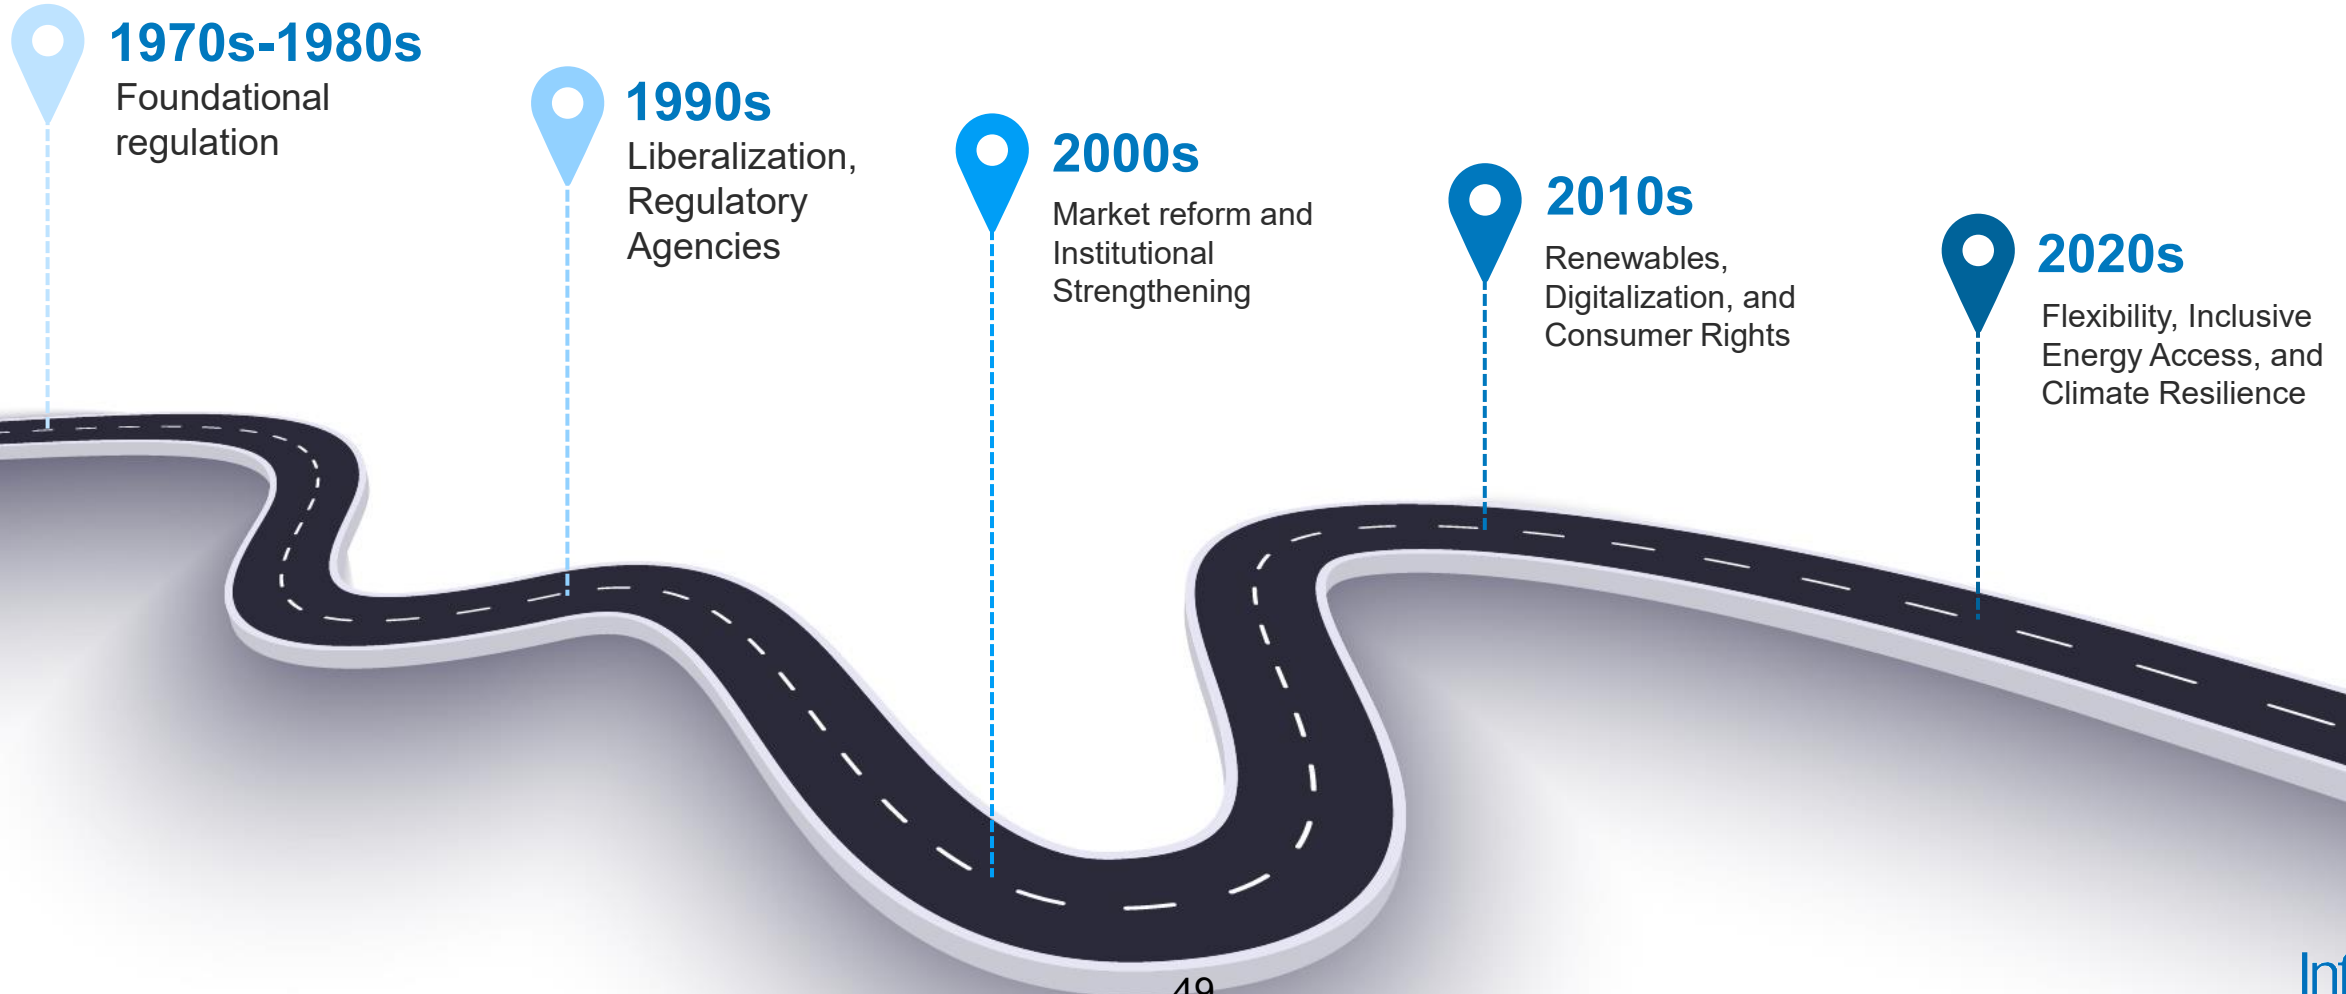 1970s-1980s
Foundational
regulation
1990s
Liberalization,
Regulatory
Agencies
2000s
Market reform and
Institutional
Strengthening
2010s
Renewables,
Digitalization, and
Consumer Rights
2020s
Flexibility, Inclusive
Energy Access, and
Climate Resilience
49